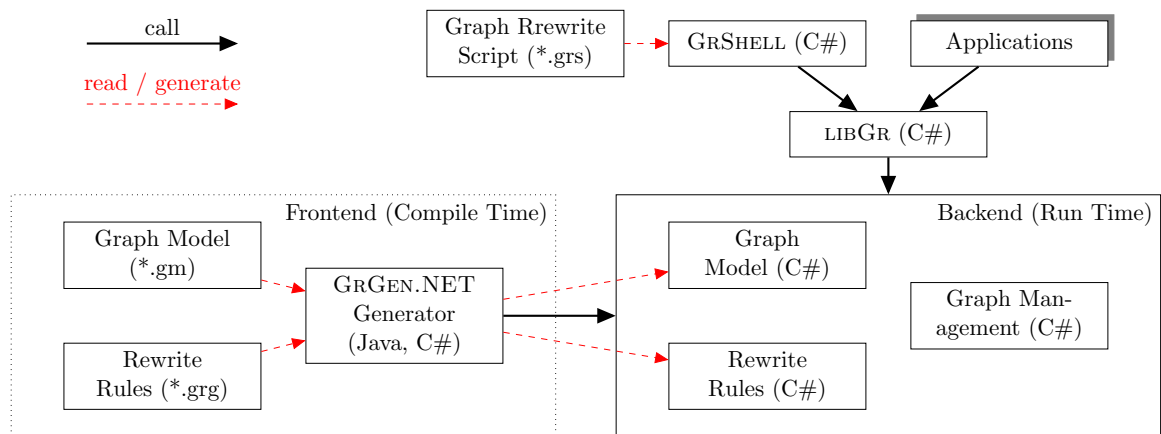 call
read / generate
Graph Rrewrite
Script (*.grs)
GRSHELL (C#)
Applications
LIBGR (C#)
Frontend (Compile Time)
Graph Model
(*.gm)
GRGEN.NET
Generator
(Java, C#)
Rewrite
Rules (*.grg)
Backend (Run Time)
Graph
Model (C#)
Graph Man-
agement (C#)
Rewrite
Rules (C#)